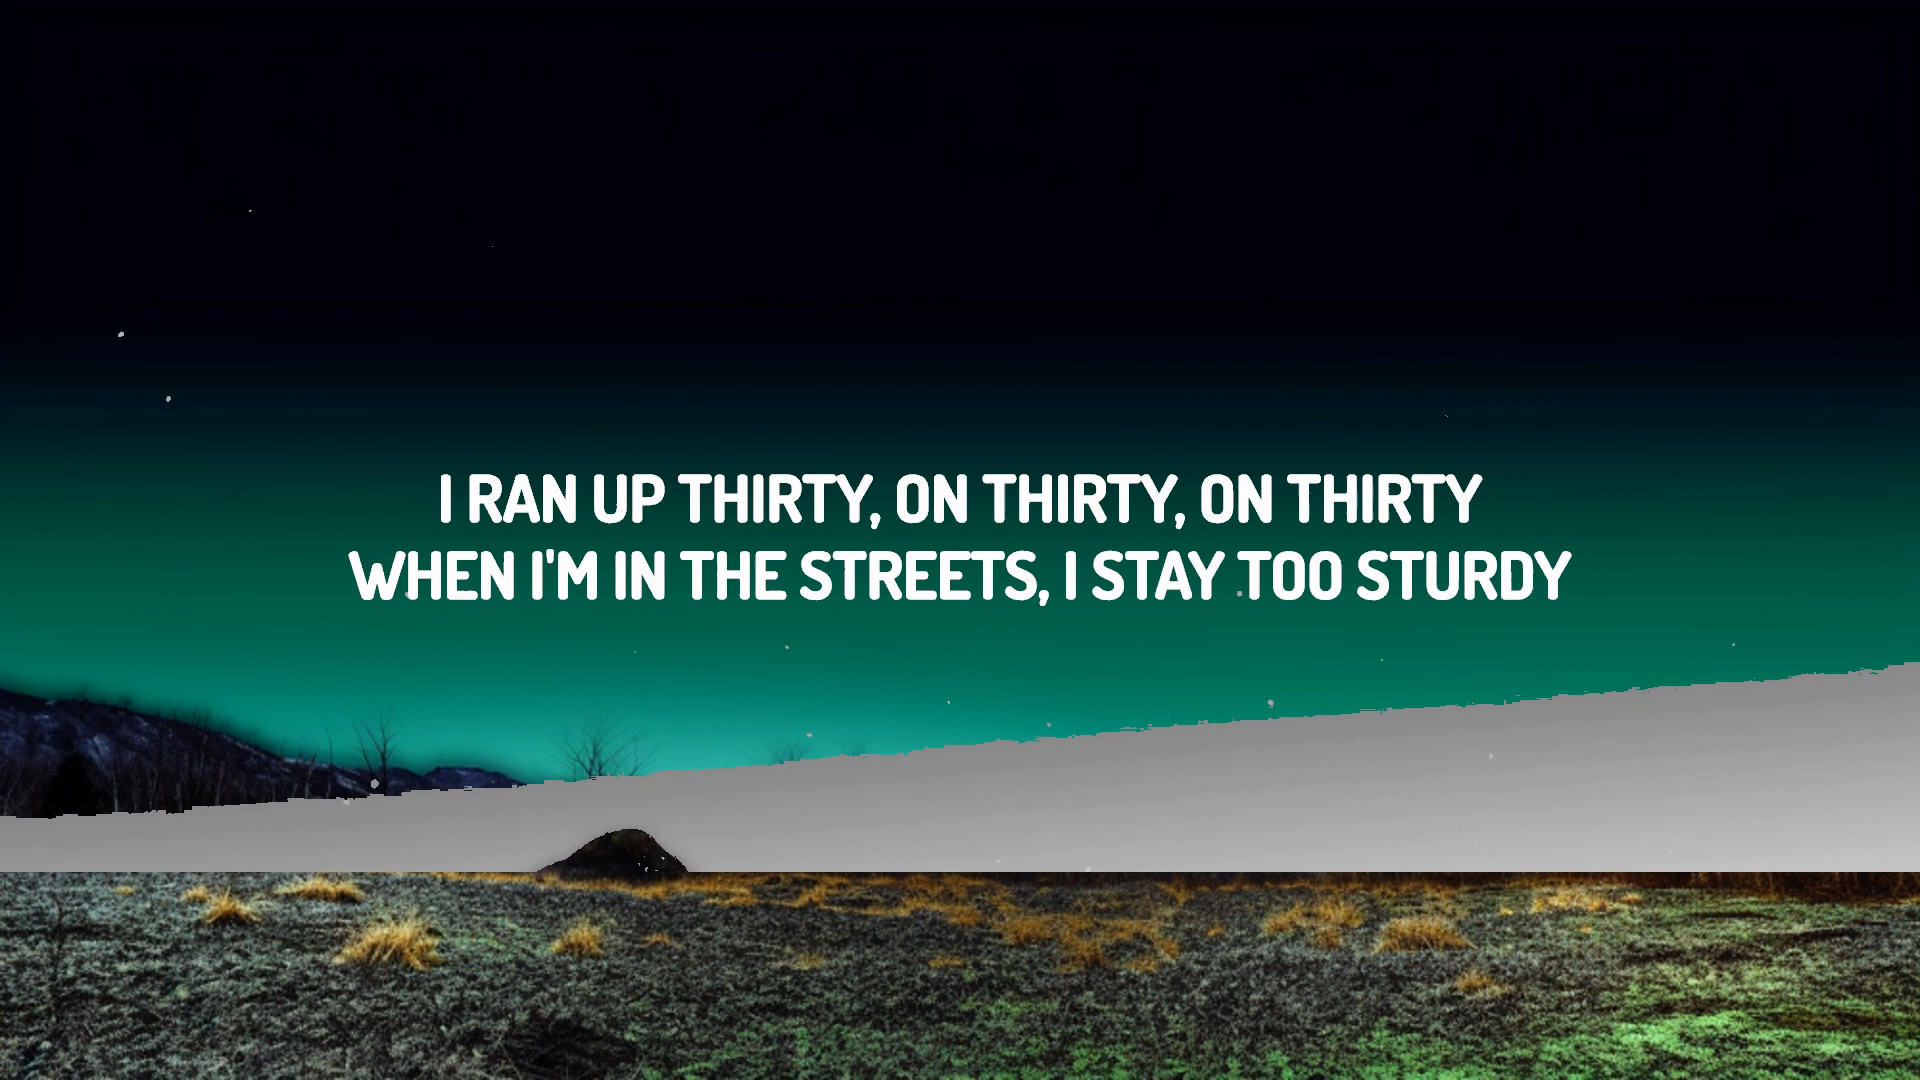 I RAN UP THIRTY, ON THIRTY, ON THIRTY
WHEN I'M IN THE STREETS, I STAY TOO STURDY